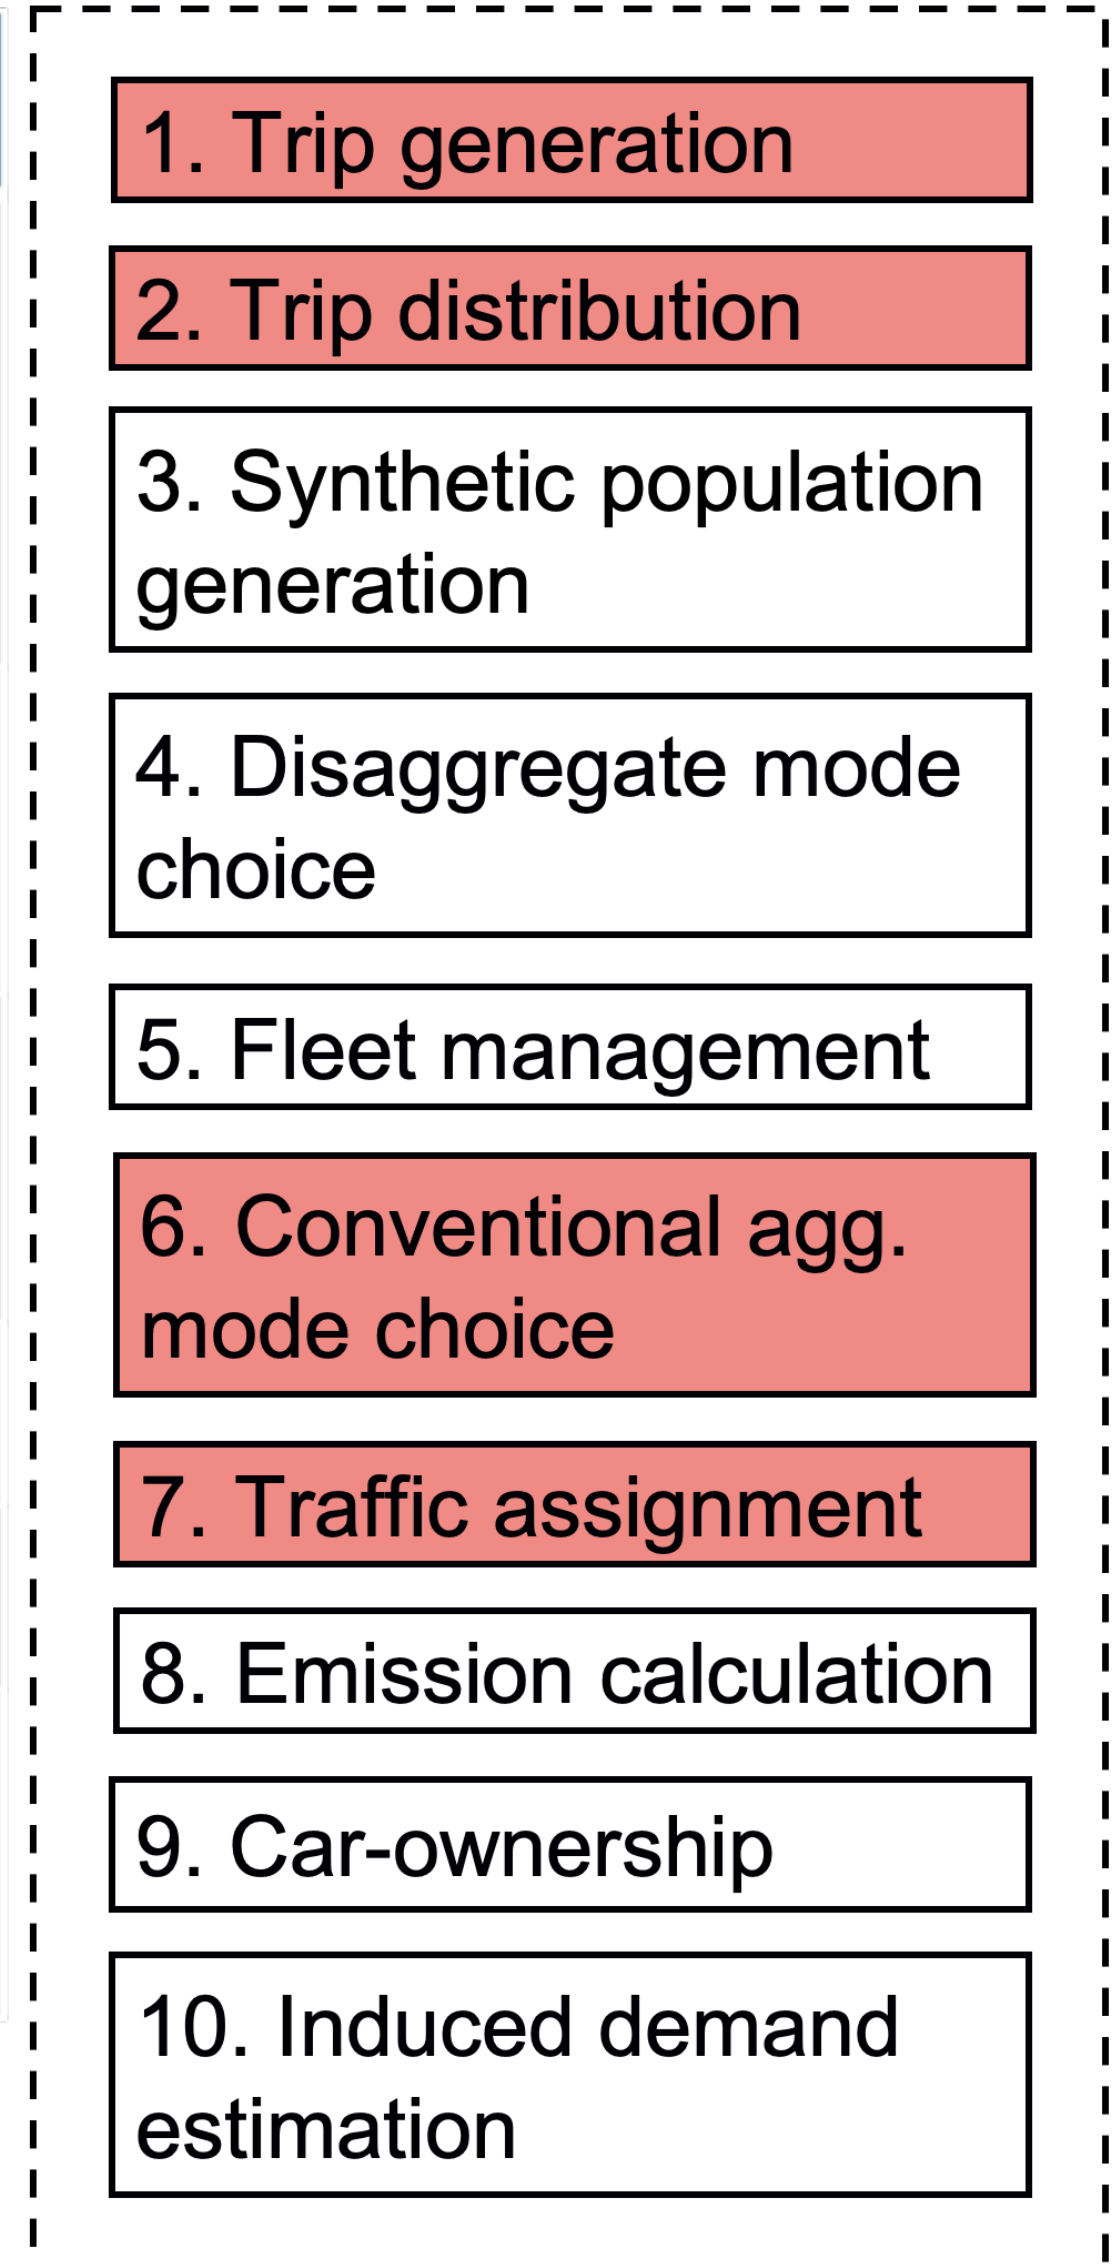 1. Trip generation
2. Trip distribution
3. Synthetic population
generation
4. Disaggregate mode
choice
5. Fleet management
6. Conventional agg.
mode choice
7. Traffic assignment
8. Emission calculation
9. Car-ownership
10. Induced demand
estimation